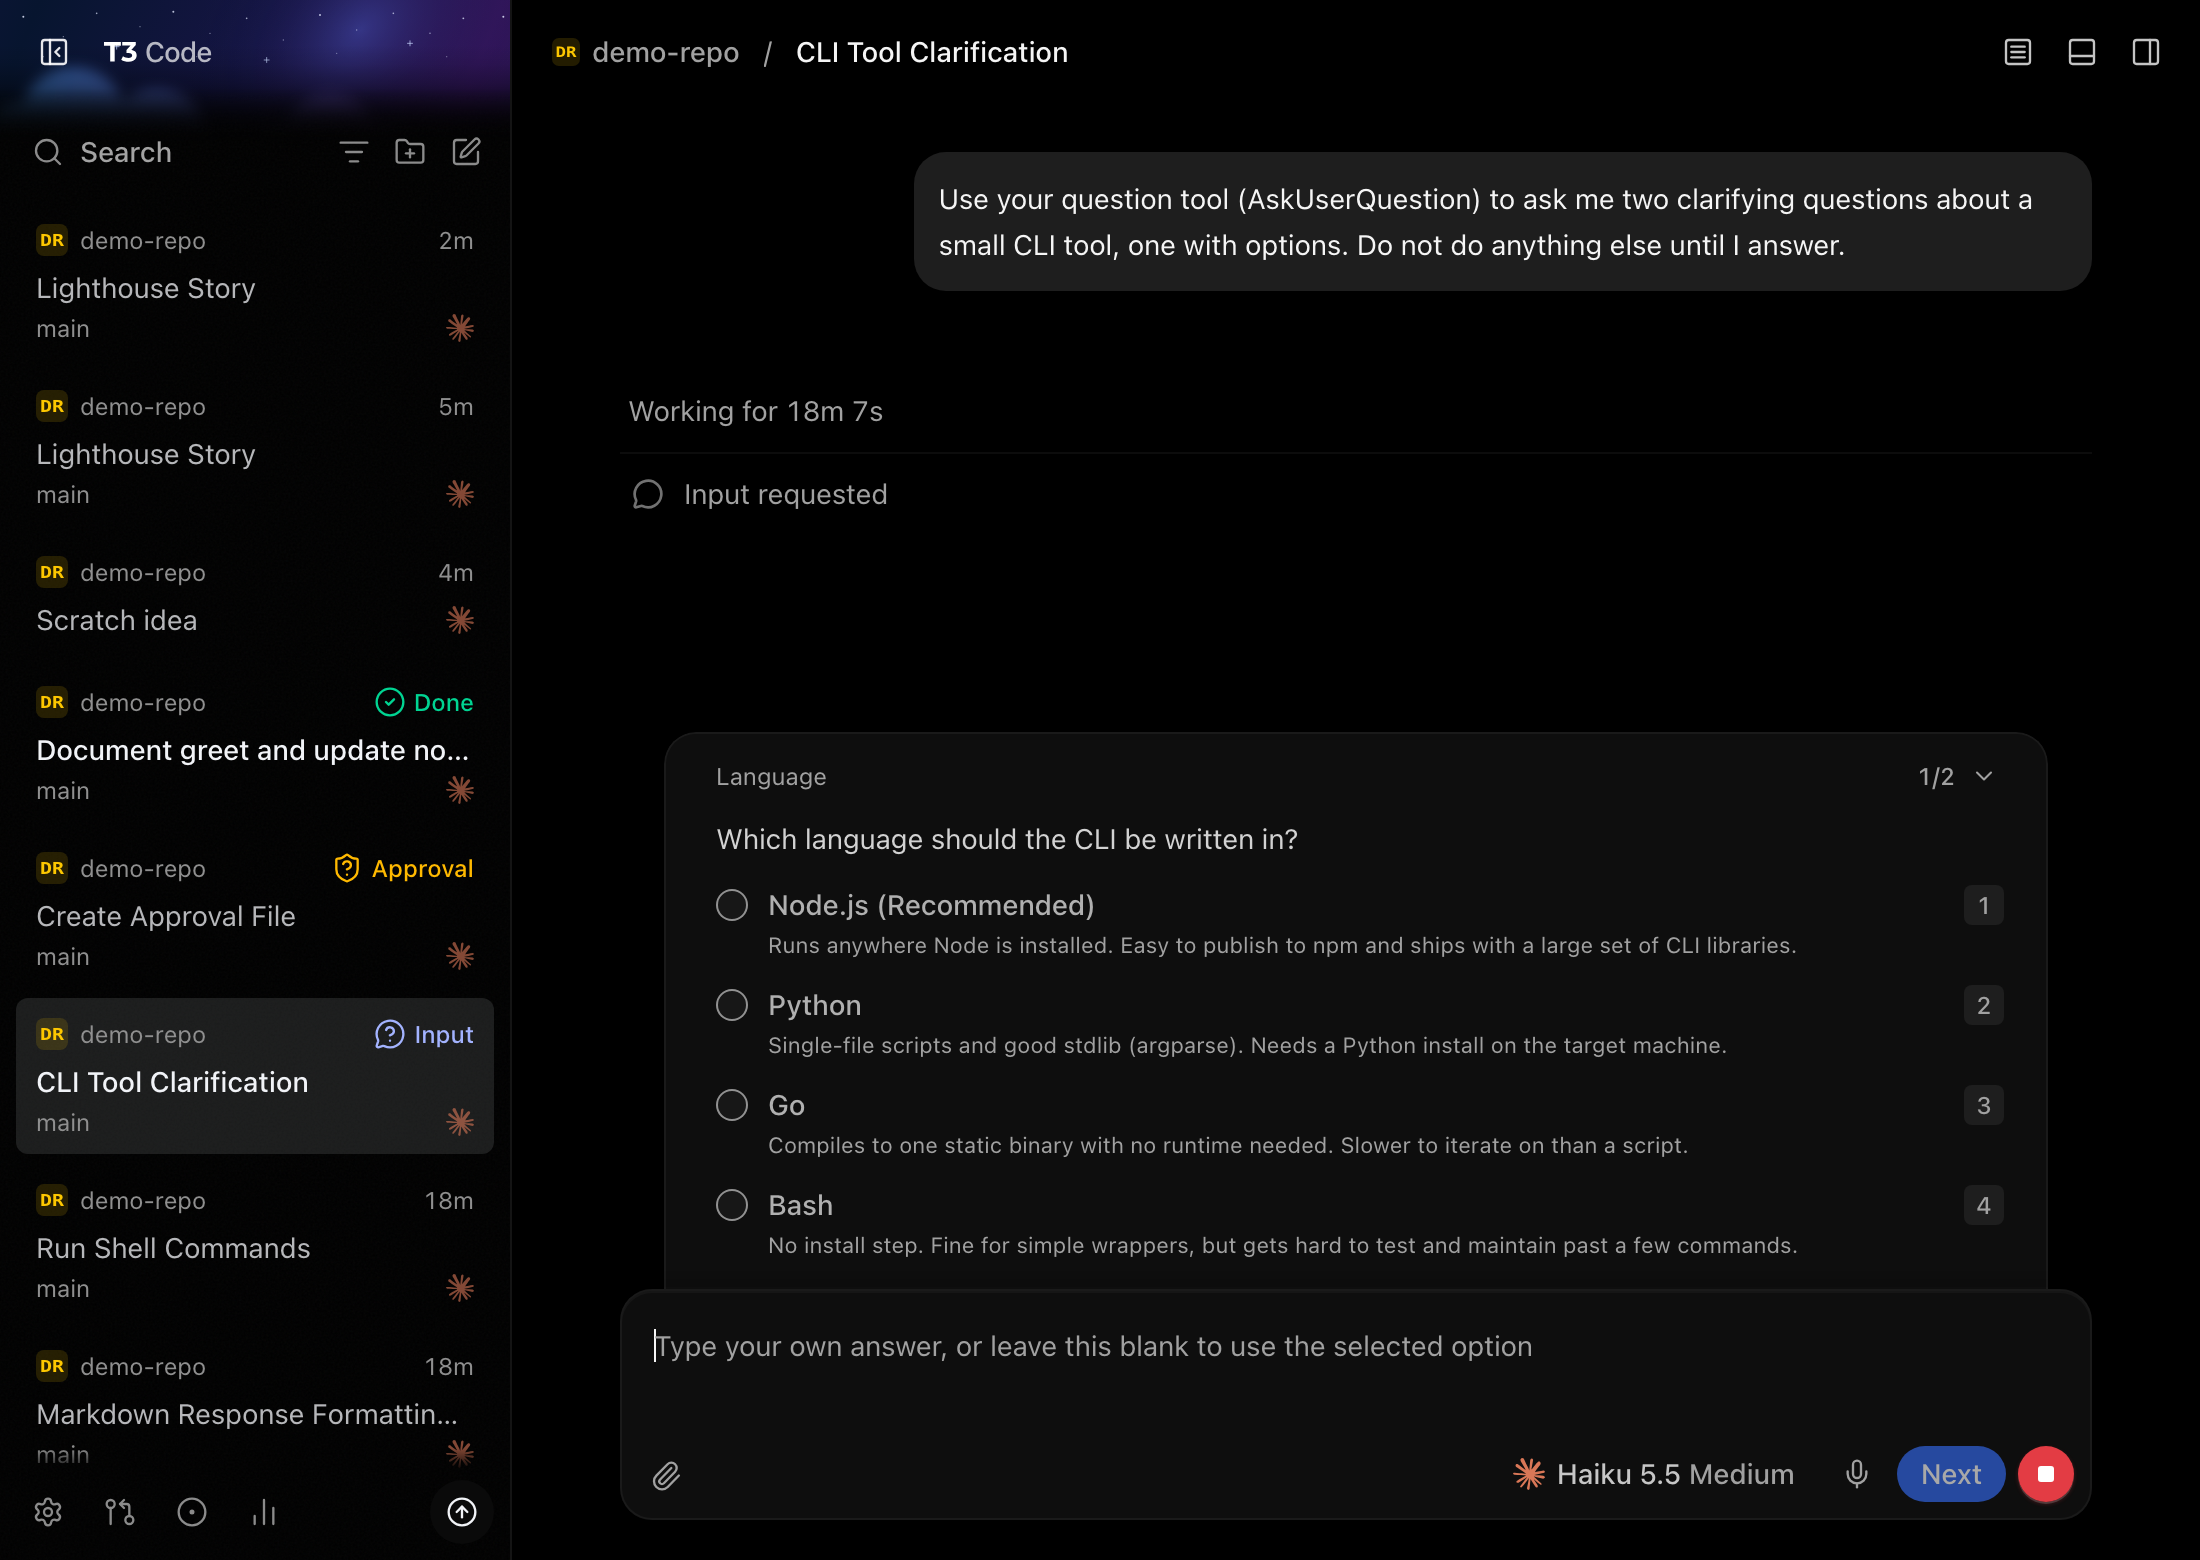 T3 Code
Search
DR demo-repo 2m
Lighthouse Story
main
DR demo-repo 5m
Lighthouse Story
main
DR demo-repo 4m
Scratch idea
DR demo-repo Done
Document greet and update no...
main
DR demo-repo Approval
Create Approval File
main
DR demo-repo Input
CLI Tool Clarification
main
DR demo-repo 18m
Run Shell Commands
main
DR demo-repo 18m
Markdown Response Formattin...
main
DR demo-repo / CLI Tool Clarification
Use your question tool (AskUserQuestion) to ask me two clarifying questions about a
small CLI tool, one with options. Do not do anything else until I answer.
Working for 18m 7s
Input requested
Language 1/2
Which language should the CLI be written in?
Node.js (Recommended) 1
Runs anywhere Node is installed. Easy to publish to npm and ships with a large set of CLI libraries.
Python 2
Single-file scripts and good stdlib (argparse). Needs a Python install on the target machine.
Go 3
Compiles to one static binary with no runtime needed. Slower to iterate on than a script.
Bash 4
No install step. Fine for simple wrappers, but gets hard to test and maintain past a few commands.
Type your own answer, or leave this blank to use the selected option
Haiku 5.5 Medium Next